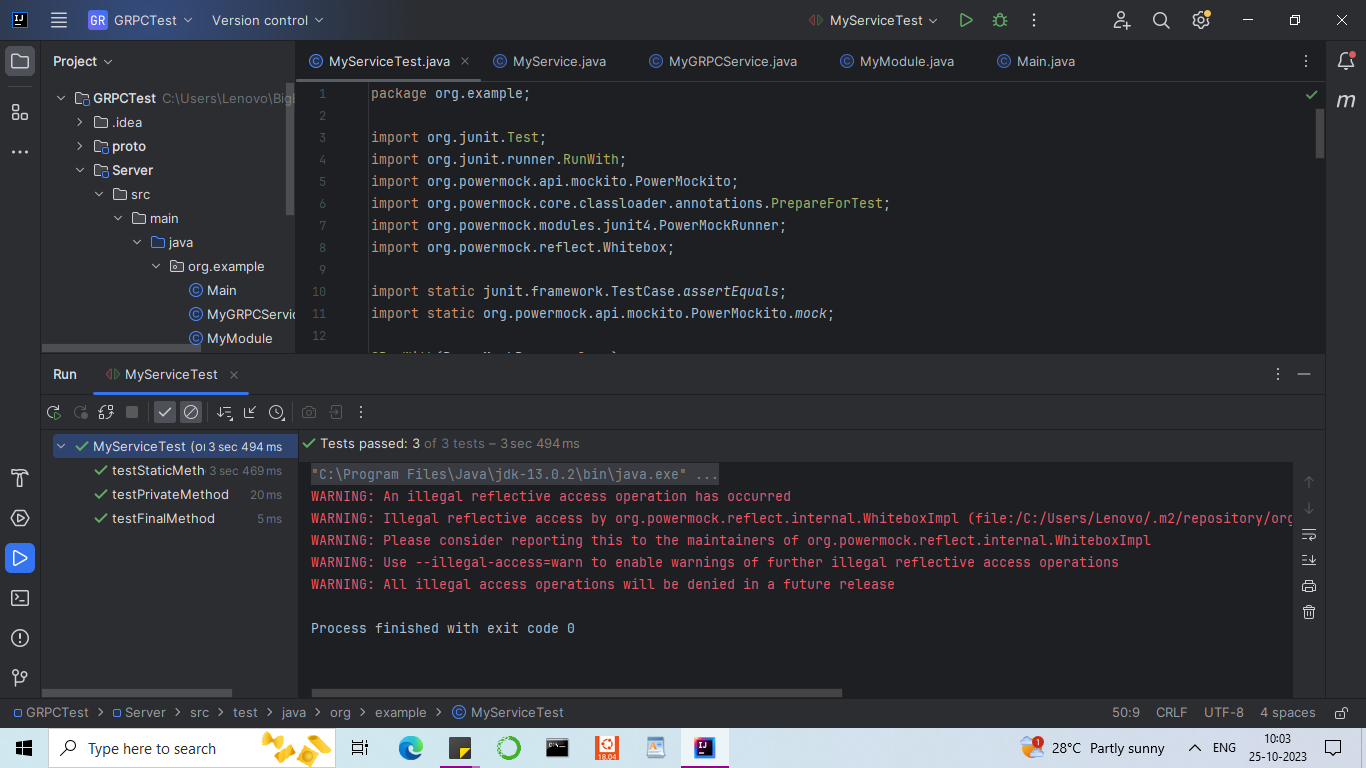 GR GRPCTest Version control MyServiceTest
Project
MyServiceTest.java MyService.java MyGRPCService.java MyModule.java Main.java
GRPCTest C:\Users\Lenovo\Big
.idea
proto
Server
src
main
java
org.example
Main
MyGRPCServic
MyModule
1 package org.example;
2
3 import org.junit.Test;
4 import org.junit.runner.RunWith;
5 import org.powermock.api.mockito.PowerMockito;
6 import org.powermock.core.classloader.annotations.PrepareForTest;
7 import org.powermock.modules.junit4.PowerMockRunner;
8 import org.powermock.reflect.Whitebox;
9
10 import static junit.framework.TestCase.assertEquals;
11 import static org.powermock.api.mockito.PowerMockito.mock;
12
m
Run MyServiceTest
MyServiceTest (or 3 sec 494 ms
testStaticMeth 3 sec 469 ms
testPrivateMethod 20 ms
testFinalMethod 5 ms
Tests passed: 3 of 3 tests – 3 sec 494 ms
"C:\Program Files\Java\jdk-13.0.2\bin\java.exe" ...
WARNING: An illegal reflective access operation has occurred
WARNING: Illegal reflective access by org.powermock.reflect.internal.WhiteboxImpl (file:/C:/Users/Lenovo/.m2/repository/org
WARNING: Please consider reporting this to the maintainers of org.powermock.reflect.internal.WhiteboxImpl
WARNING: Use --illegal-access=warn to enable warnings of further illegal reflective access operations
WARNING: All illegal access operations will be denied in a future release
Process finished with exit code 0
GRPCTest > Server > src > test > java > org > example > MyServiceTest 50:9 CRLF UTF-8 4 spaces
Type here to search 18.04 1 28°C Partly sunny ENG
10:03
25-10-2023